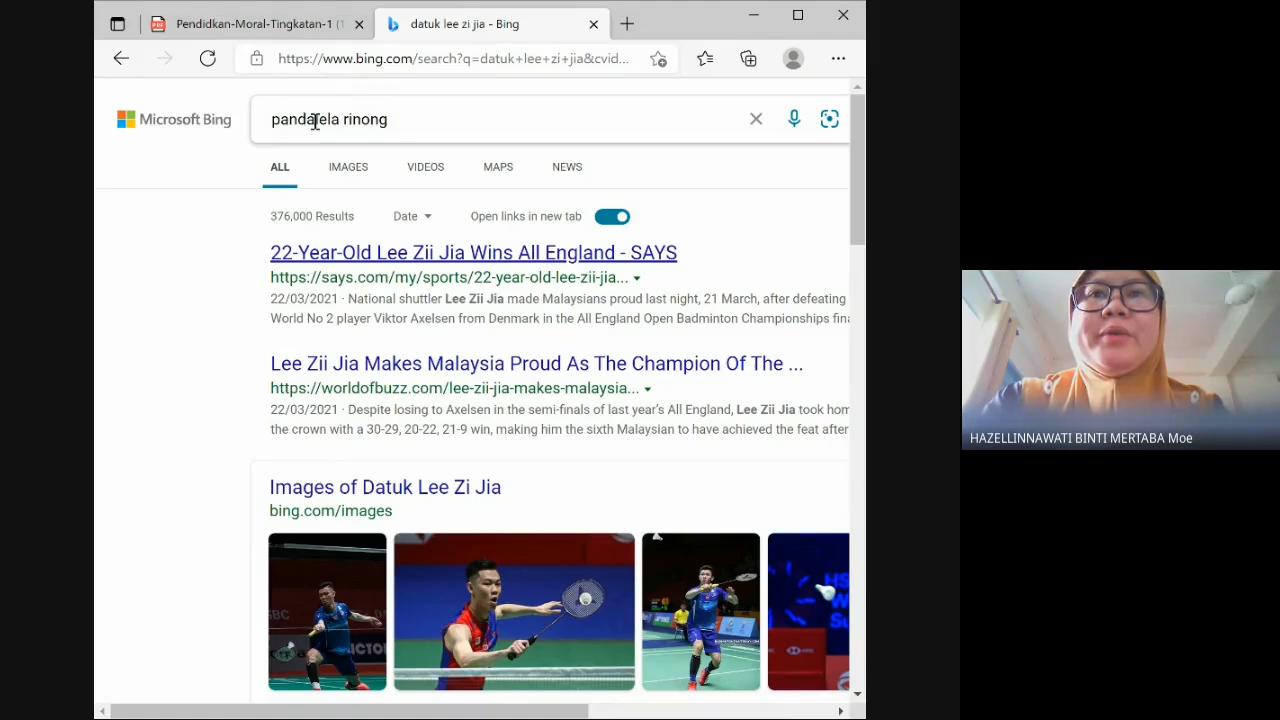 Pendidkan-Moral-Tingkatan-1 (1
datuk lee zi jia - Bing
https://www.bing.com/search?q=datuk+lee+zi+jia&cvid...
Microsoft Bing
pandalela rinong
ALL IMAGES VIDEOS MAPS NEWS
376,000 Results Date Open links in new tab
22-Year-Old Lee Zii Jia Wins All England - SAYS
https://says.com/my/sports/22-year-old-lee-zii-jia...
22/03/2021 · National shuttler Lee Zii Jia made Malaysians proud last night, 21 March, after defeating
World No 2 player Viktor Axelsen from Denmark in the All England Open Badminton Championships fina
Lee Zii Jia Makes Malaysia Proud As The Champion Of The ...
https://worldofbuzz.com/lee-zii-jia-makes-malaysia...
22/03/2021 · Despite losing to Axelsen in the semi-finals of last year's All England, Lee Zii Jia took hom
the crown with a 30-29, 20-22, 21-9 win, making him the sixth Malaysian to have achieved the feat after
Images of Datuk Lee Zi Jia
bing.com/images
HAZELLINNAWATI BINTI MERTABA Moe